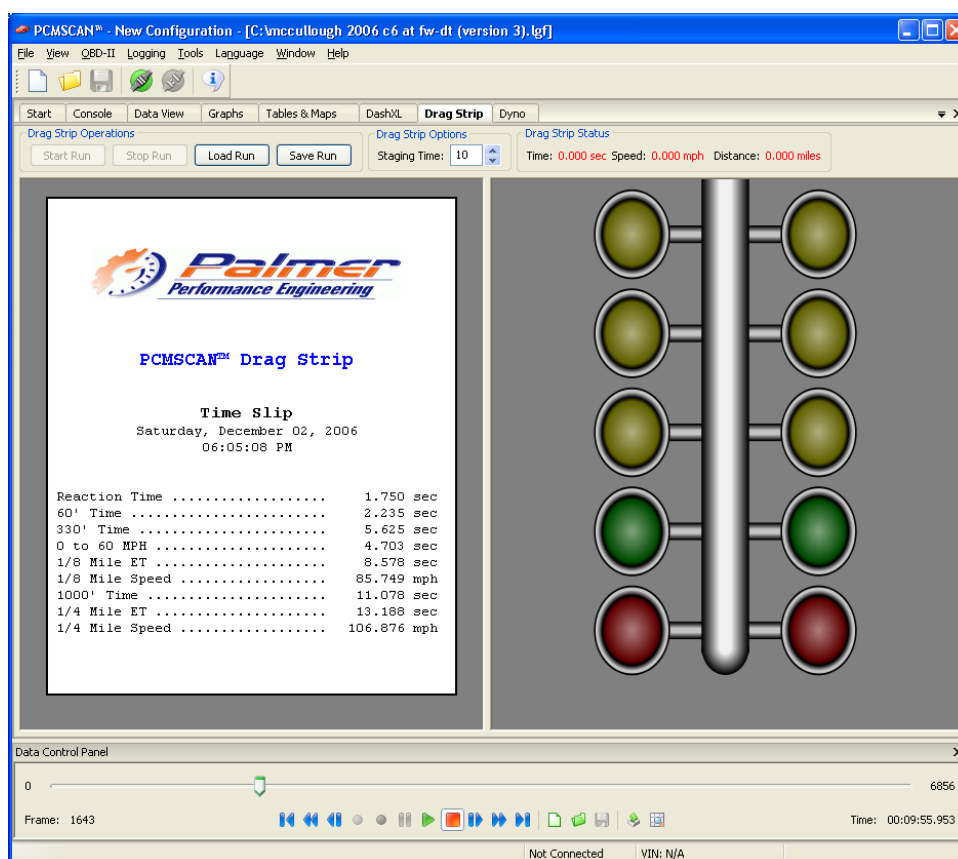 PCMSCAN™ - New Configuration - [C:\mccullough 2006 c6 at fw-dt (version 3).lgf]
File View OBD-II Logging Tools Language Window Help
Start Console Data View Graphs Tables & Maps DashXL Drag Strip Dyno
Drag Strip Operations Drag Strip Options Drag Strip Status
Start Run Stop Run Load Run Save Run Staging Time: 10 Time: 0.000 sec Speed: 0.000 mph Distance: 0.000 miles
Palmer
Performance Engineering
PCMSCAN™ Drag Strip
Time Slip
Saturday, December 02, 2006
06:05:08 PM
Reaction Time ................... 1.750 sec
60' Time ........................ 2.235 sec
330' Time ....................... 5.625 sec
0 to 60 MPH ..................... 4.703 sec
1/8 Mile ET ..................... 8.578 sec
1/8 Mile Speed .................. 85.749 mph
1000' Time ...................... 11.078 sec
1/4 Mile ET ..................... 13.188 sec
1/4 Mile Speed .................. 106.876 mph
Data Control Panel
0 6856
Frame: 1643 Time: 00:09:55.953
Not Connected VIN: N/A